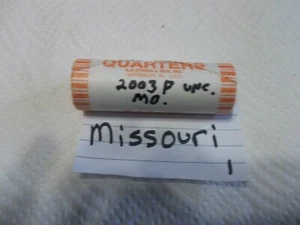 QUARTERS
2003 P unc.
MO.
Missouri
1